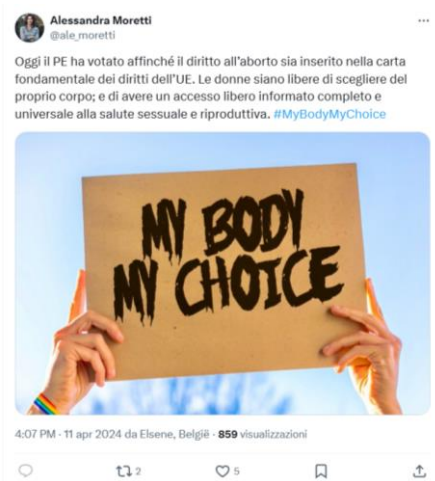 Alessandra Moretti
@ale_moretti
Oggi il PE ha votato affinché il diritto all'aborto sia inserito nella carta
fondamentale dei diritti dell'UE. Le donne siano libere di scegliere del
proprio corpo; e di avere un accesso libero informato completo e
universale alla salute sessuale e riproduttiva. #MyBodyMyChoice
MY BODY
MY CHOICE
4:07 PM · 11 apr 2024 da Elsene, België · 859 visualizzazioni
2
5